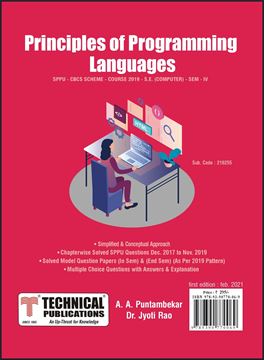 Principles of Programming
Languages
SPPU - CBCS SCHEME - COURSE 2019 - S.E. (COMPUTER) - SEM - IV
HTML
Sub. Code : 210255
• Simplified & Conceptual Approach
• Chapterwise Solved SPPU Questions Dec. 2017 to Nov. 2019
• Solved Model Question Papers (In Sem) & (End Sem) (As Per 2019 Pattern)
• Multiple Choice Questions with Answers & Explanation
first edition : feb. 2021
TECHNICAL
PUBLICATIONS
SINCE 1993
An Up-Thrust for Knowledge
A. A. Puntambekar
Dr. Jyoti Rao